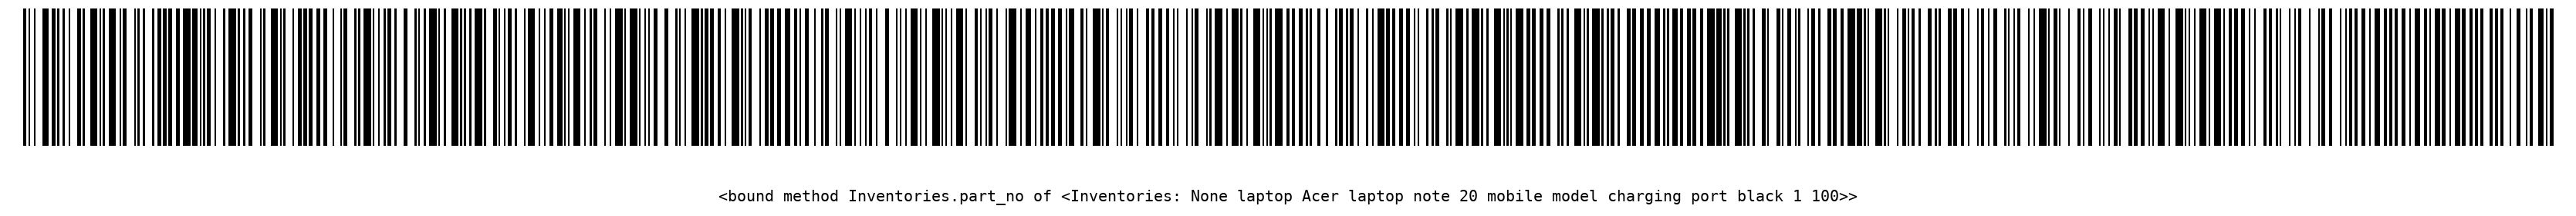 <bound method Inventories.part_no of <Inventories: None laptop Acer laptop note 20 mobile model charging port black 1 100>>